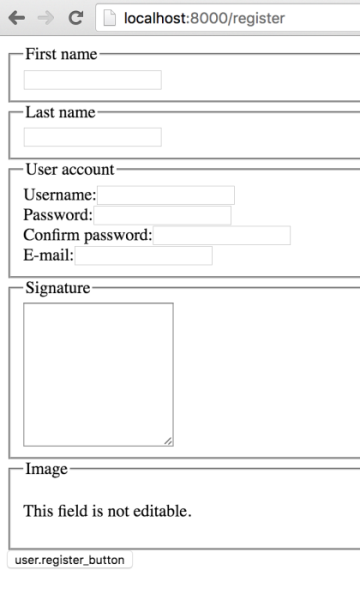 localhost:8000/register
First name
Last name
User account
Username:
Password:
Confirm password:
E-mail:
Signature
Image
This field is not editable.
user.register_button